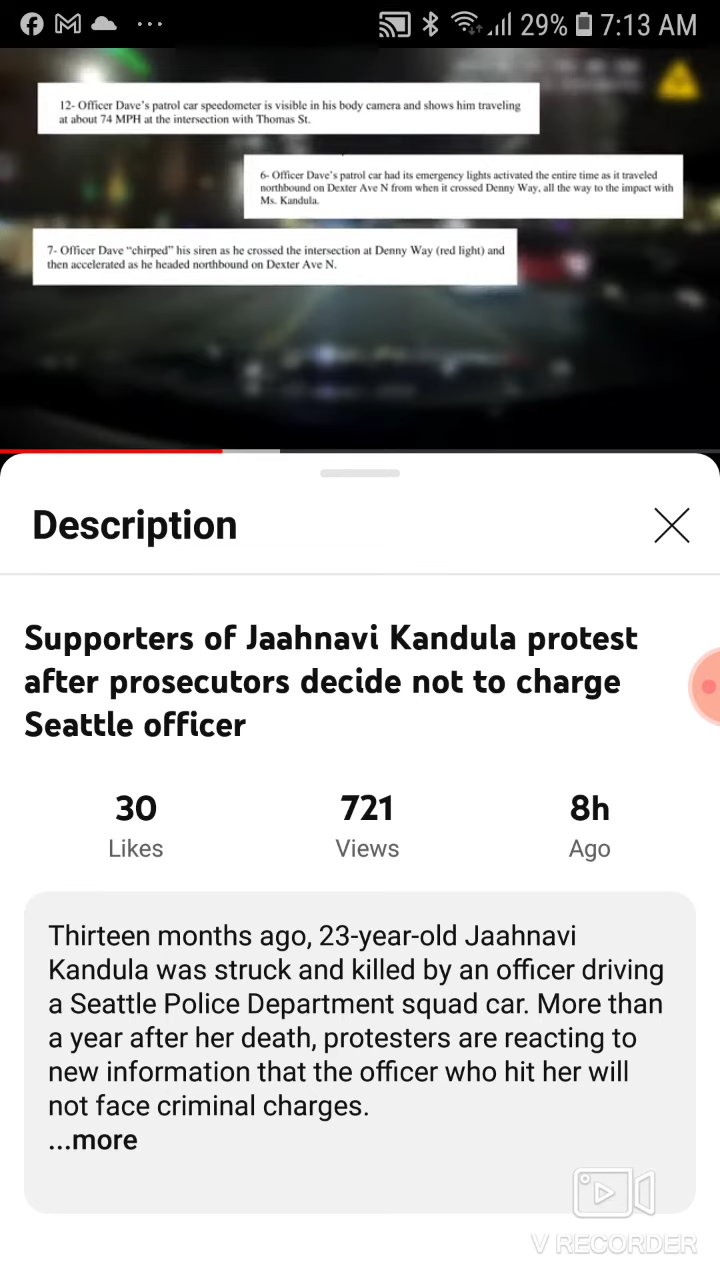 29% 7:13 AM
12- Officer Dave's patrol car speedometer is visible in his body camera and shows him traveling
at about 74 MPH at the intersection with Thomas St.
6- Officer Dave's patrol car had its emergency lights activated the entire time as it traveled
northbound on Dexter Ave N from when it crossed Denny Way, all the way to the impact with
Ms. Kandula.
7- Officer Dave “chirped” his siren as he crossed the intersection at Denny Way (red light) and
then accelerated as he headed northbound on Dexter Ave N.
Description
Supporters of Jaahnavi Kandula protest
after prosecutors decide not to charge
Seattle officer
30 721 8h
Likes Views Ago
Thirteen months ago, 23-year-old Jaahnavi
Kandula was struck and killed by an officer driving
a Seattle Police Department squad car. More than
a year after her death, protesters are reacting to
new information that the officer who hit her will
not face criminal charges.
...more
V RECORDER